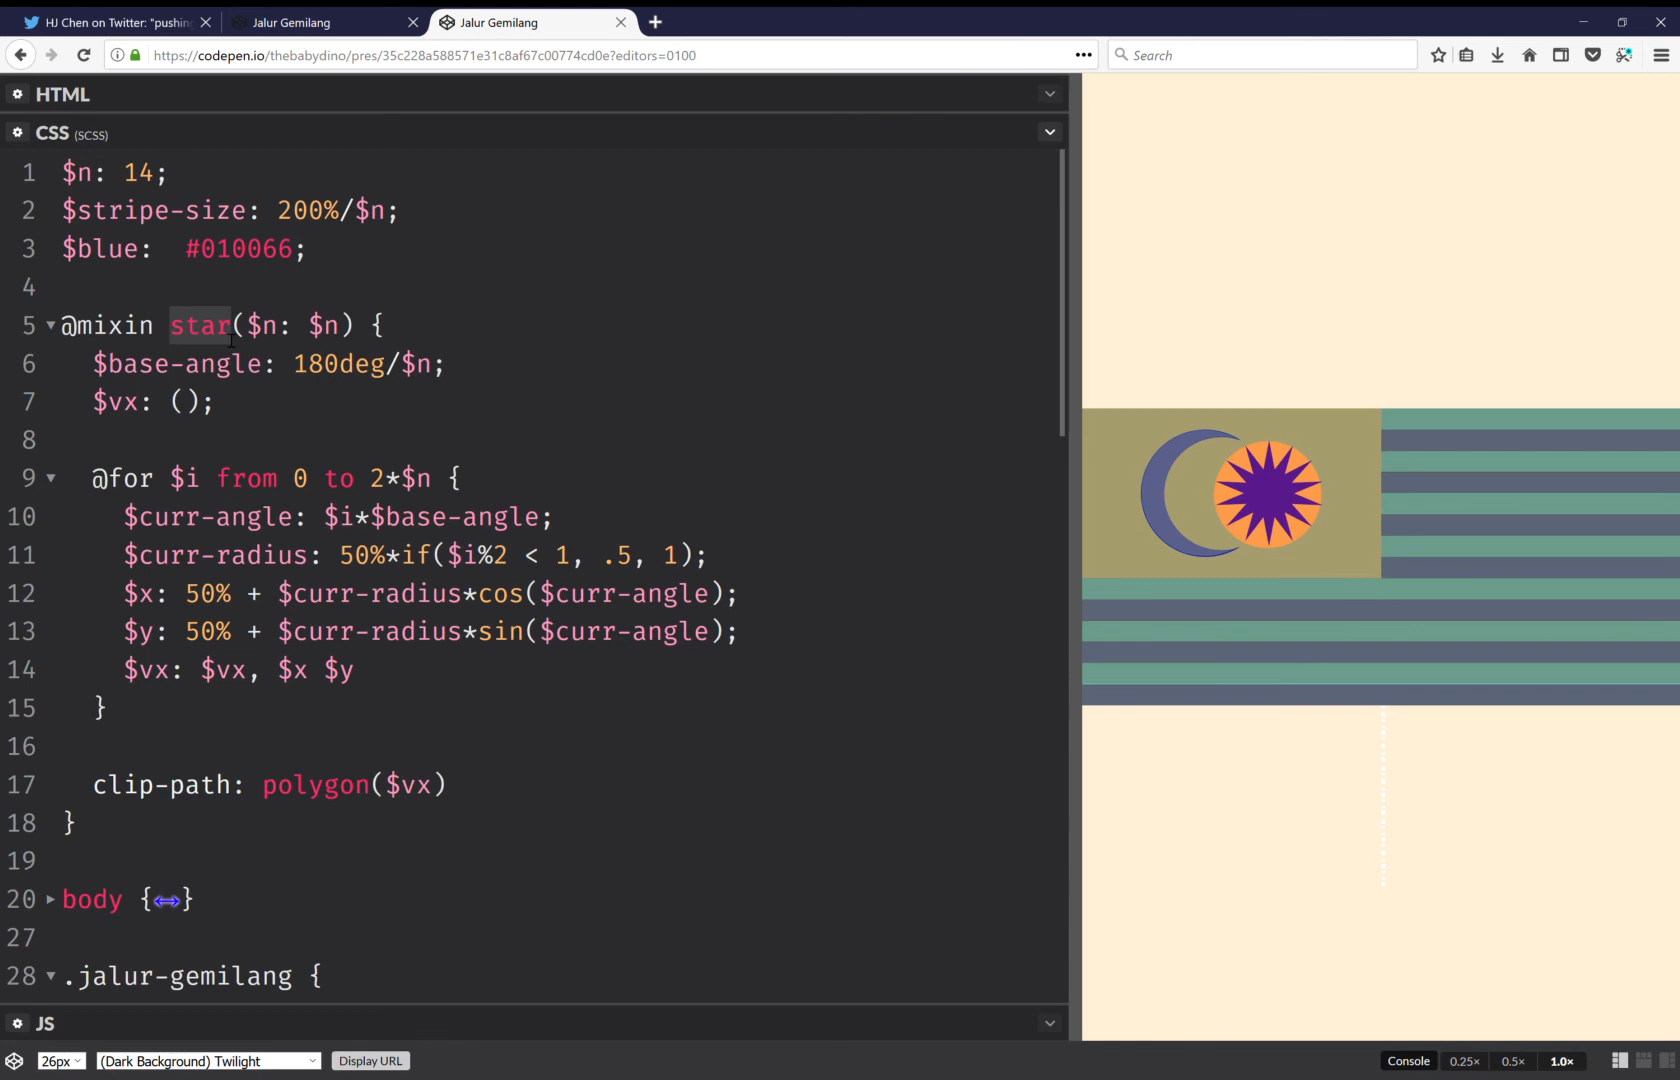 HJ Chen on Twitter: "pushin
Jalur Gemilang
Jalur Gemilang
https://codepen.io/thebabydino/pres/35c228a588571e31c8af67c00774cd0e?editors=0100
Search
HTML
CSS (SCSS)
1 $n: 14;
2 $stripe-size: 200%/$n;
3 $blue:  #010066;
4
5 @mixin star($n: $n) {
6 $base-angle: 180deg/$n;
7 $vx: ();
8
9 @for $i from 0 to 2*$n {
10 $curr-angle: $i*$base-angle;
11 $curr-radius: 50%*if($i%2 < 1, .5, 1);
12 $x: 50% + $curr-radius*cos($curr-angle);
13 $y: 50% + $curr-radius*sin($curr-angle);
14 $vx: $vx, $x $y
15 }
16
17 clip-path: polygon($vx)
18 }
19
20 body {↔}
27
28 .jalur-gemilang {
JS
26px
(Dark Background) Twilight
Display URL
Console
0.25×
0.5×
1.0×